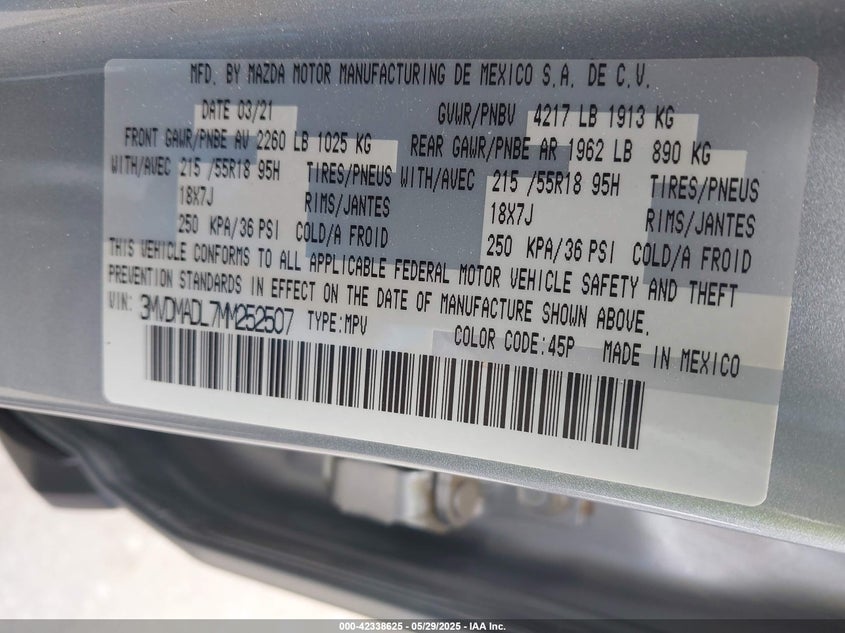 MFD. BY MAZDA MOTOR MANUFACTURING DE MEXICO S.A. DE C.V.
DATE 03/21 GVWR/PNBV 4217 LB 1913 KG
FRONT GAWR/PNBE AV 2260 LB 1025 KG REAR GAWR/PNBE AR 1962 LB 890 KG
WITH/AVEC 215 /55R18 95H TIRES/PNEUS WITH/AVEC 215 /55R18 95H TIRES/PNEUS
18X7J RIMS/JANTES 18X7J RIMS/JANTES
250 KPA/36 PSI COLD/A FROID 250 KPA/36 PSI COLD/A FROID
THIS VEHICLE CONFORMS TO ALL APPLICABLE FEDERAL MOTOR VEHICLE SAFETY AND THEFT
PREVENTION STANDARDS IN EFFECT ON THE DATE OF MANUFACTURE SHOWN ABOVE.
VIN: 3MVDMADL7MM252507 TYPE:MPV COLOR CODE:45P MADE IN MEXICO
000-42338625 - 05/29/2025 - IAA Inc.